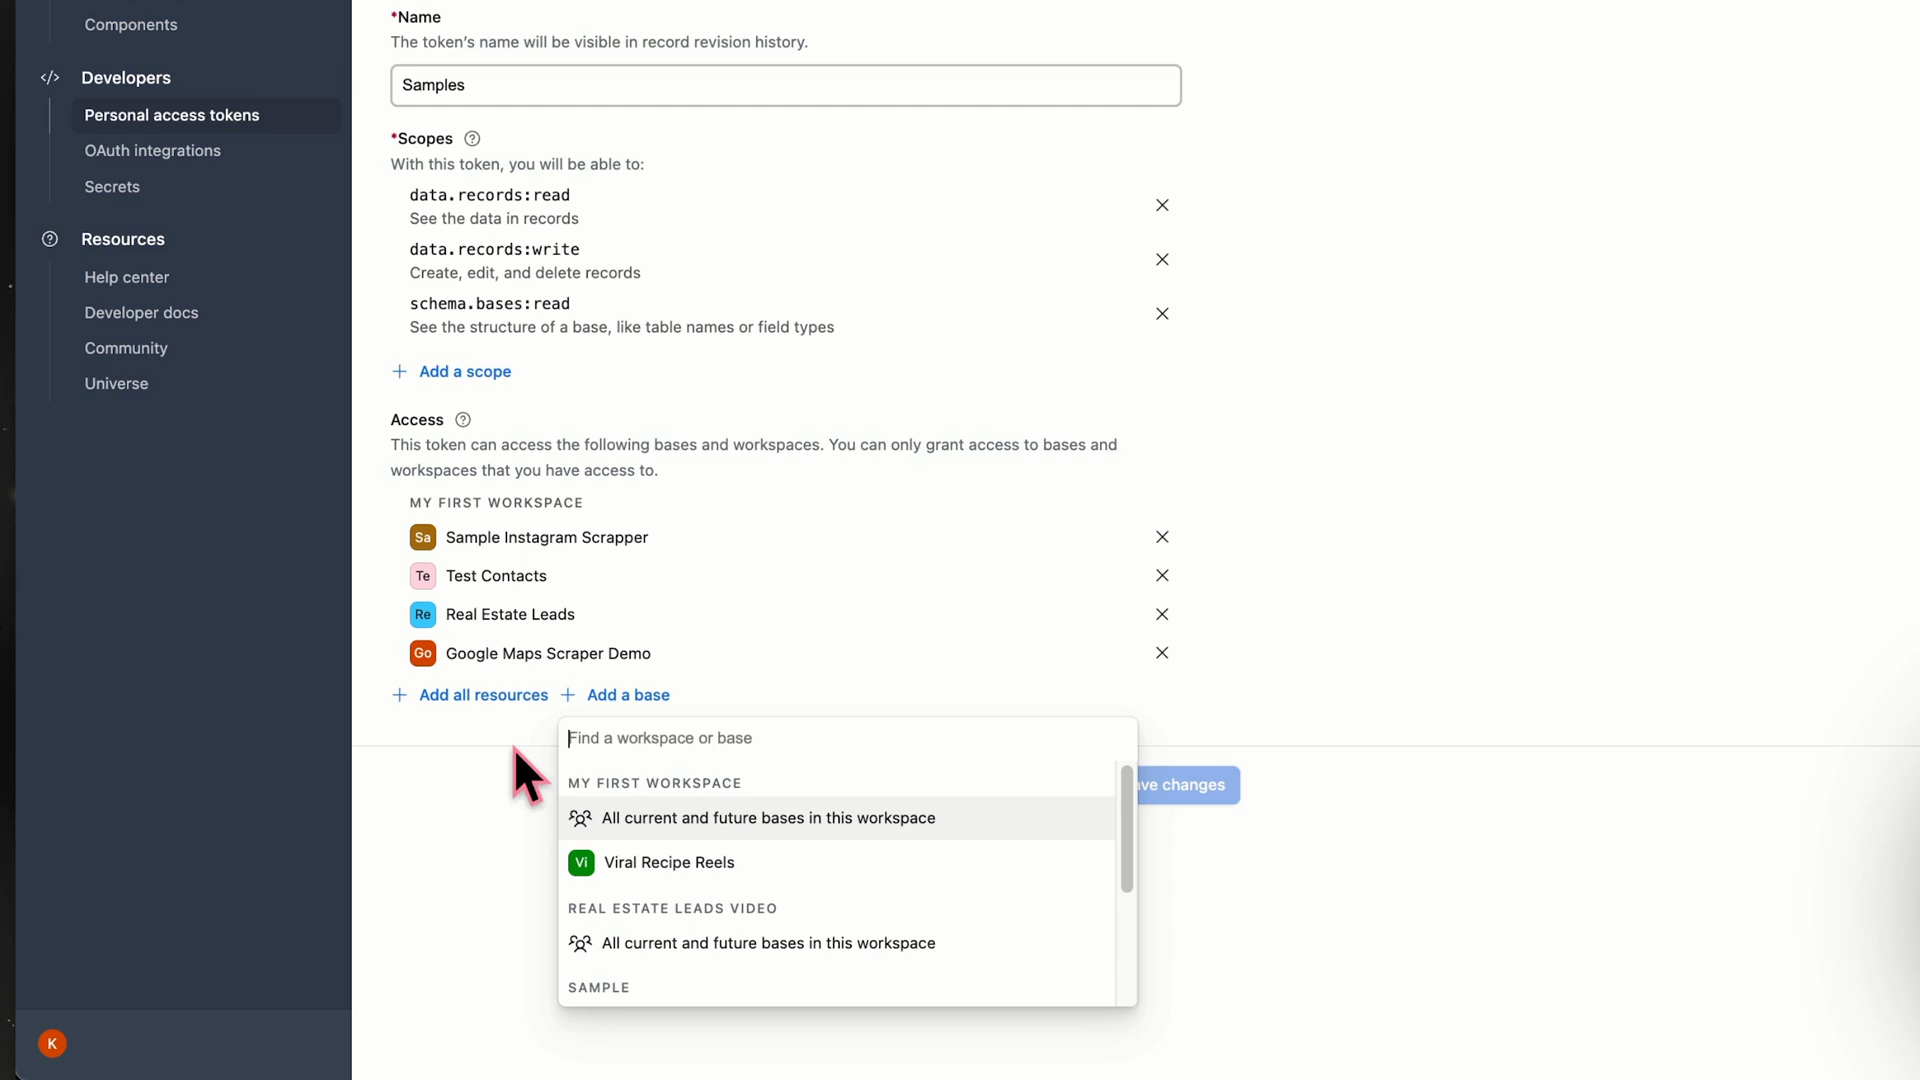 Components
</> Developers
Personal access tokens
OAuth integrations
Secrets
Resources
Help center
Developer docs
Community
Universe
K
*Name
The token's name will be visible in record revision history.
Samples
*Scopes ?
With this token, you will be able to:
data.records:read
See the data in records
data.records:write
Create, edit, and delete records
schema.bases:read
See the structure of a base, like table names or field types
+ Add a scope
Access ?
This token can access the following bases and workspaces. You can only grant access to bases and
workspaces that you have access to.
MY FIRST WORKSPACE
Sa Sample Instagram Scrapper
Te Test Contacts
Re Real Estate Leads
Go Google Maps Scraper Demo
+ Add all resources + Add a base
Find a workspace or base
MY FIRST WORKSPACE
All current and future bases in this workspace
Vi Viral Recipe Reels
REAL ESTATE LEADS VIDEO
All current and future bases in this workspace
SAMPLE
ve changes